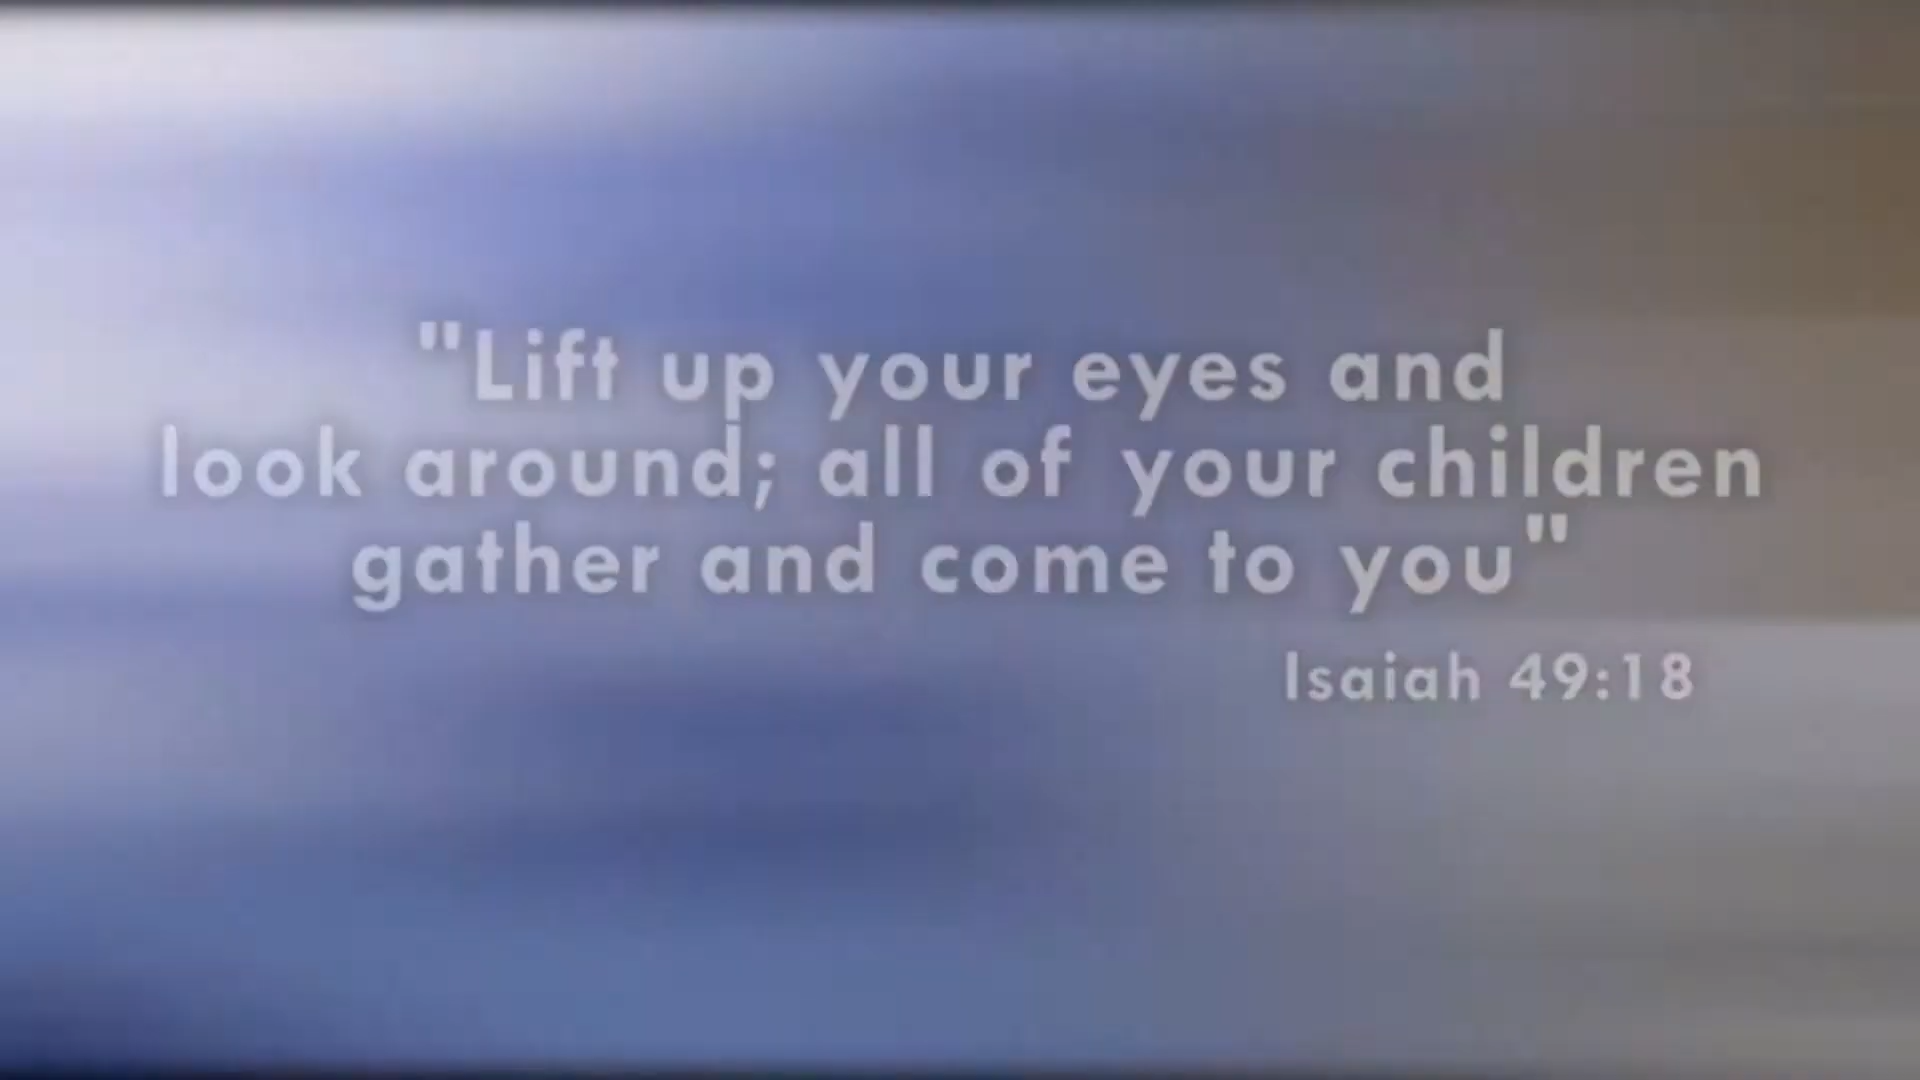 "Lift up your eyes and
look around; all of your children
gather and come to you"
Isaiah 49:18